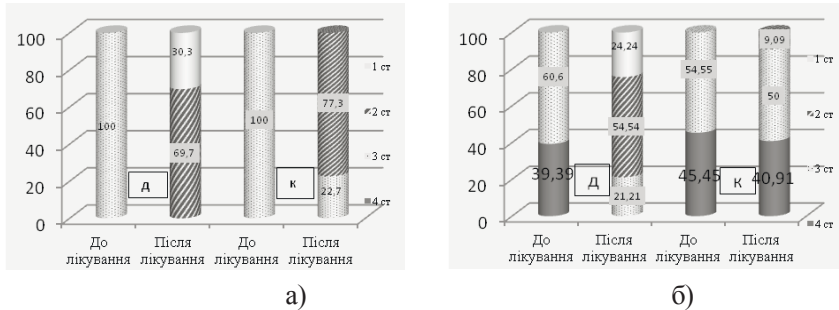 100
80
60
40
20
0
30,3
100
69,7
100
77,3
22,7
д
к
1 ст
2 ст
3 ст
4 ст
До лікування
Після лікування
До лікування
Після лікування
а)
100
80
60
40
20
0
60,6
39,39
24,24
54,54
21,21
54,55
45,45
9,09
50
40,91
Д
К
1 ст
2 ст
3 ст
4 ст
До лікування
Після лікування
До лікування
Після лікування
б)